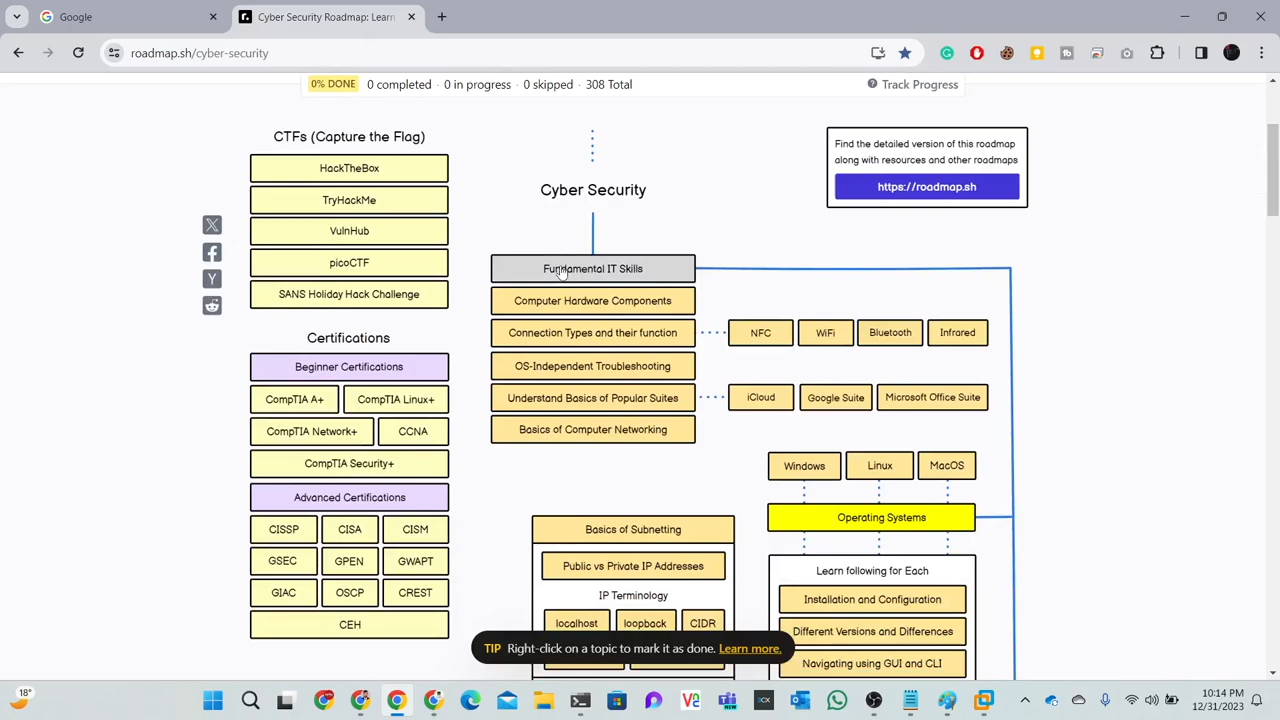 Google
Cyber Security Roadmap: Learn
roadmap.sh/cyber-security
0% DONE 0 completed · 0 in progress · 0 skipped · 308 Total
Track Progress
CTFs (Capture the Flag)
HackTheBox
TryHackMe
VulnHub
picoCTF
SANS Holiday Hack Challenge
Certifications
Beginner Certifications
CompTIA A+ CompTIA Linux+
CompTIA Network+ CCNA
CompTIA Security+
Advanced Certifications
CISSP CISA CISM
GSEC GPEN GWAPT
GIAC OSCP CREST
CEH
Cyber Security
Fundamental IT Skills
Computer Hardware Components
Connection Types and their function
NFC WiFi Bluetooth Infrared
OS-Independent Troubleshooting
Understand Basics of Popular Suites
iCloud Google Suite Microsoft Office Suite
Basics of Computer Networking
Find the detailed version of this roadmap
along with resources and other roadmaps
https://roadmap.sh
Windows Linux MacOS
Operating Systems
Learn following for Each
Installation and Configuration
Different Versions and Differences
Navigating using GUI and CLI
Basics of Subnetting
Public vs Private IP Addresses
IP Terminology
localhost loopback CIDR
TIP Right-click on a topic to mark it as done. Learn more.
18°
10:14 PM
12/31/2023